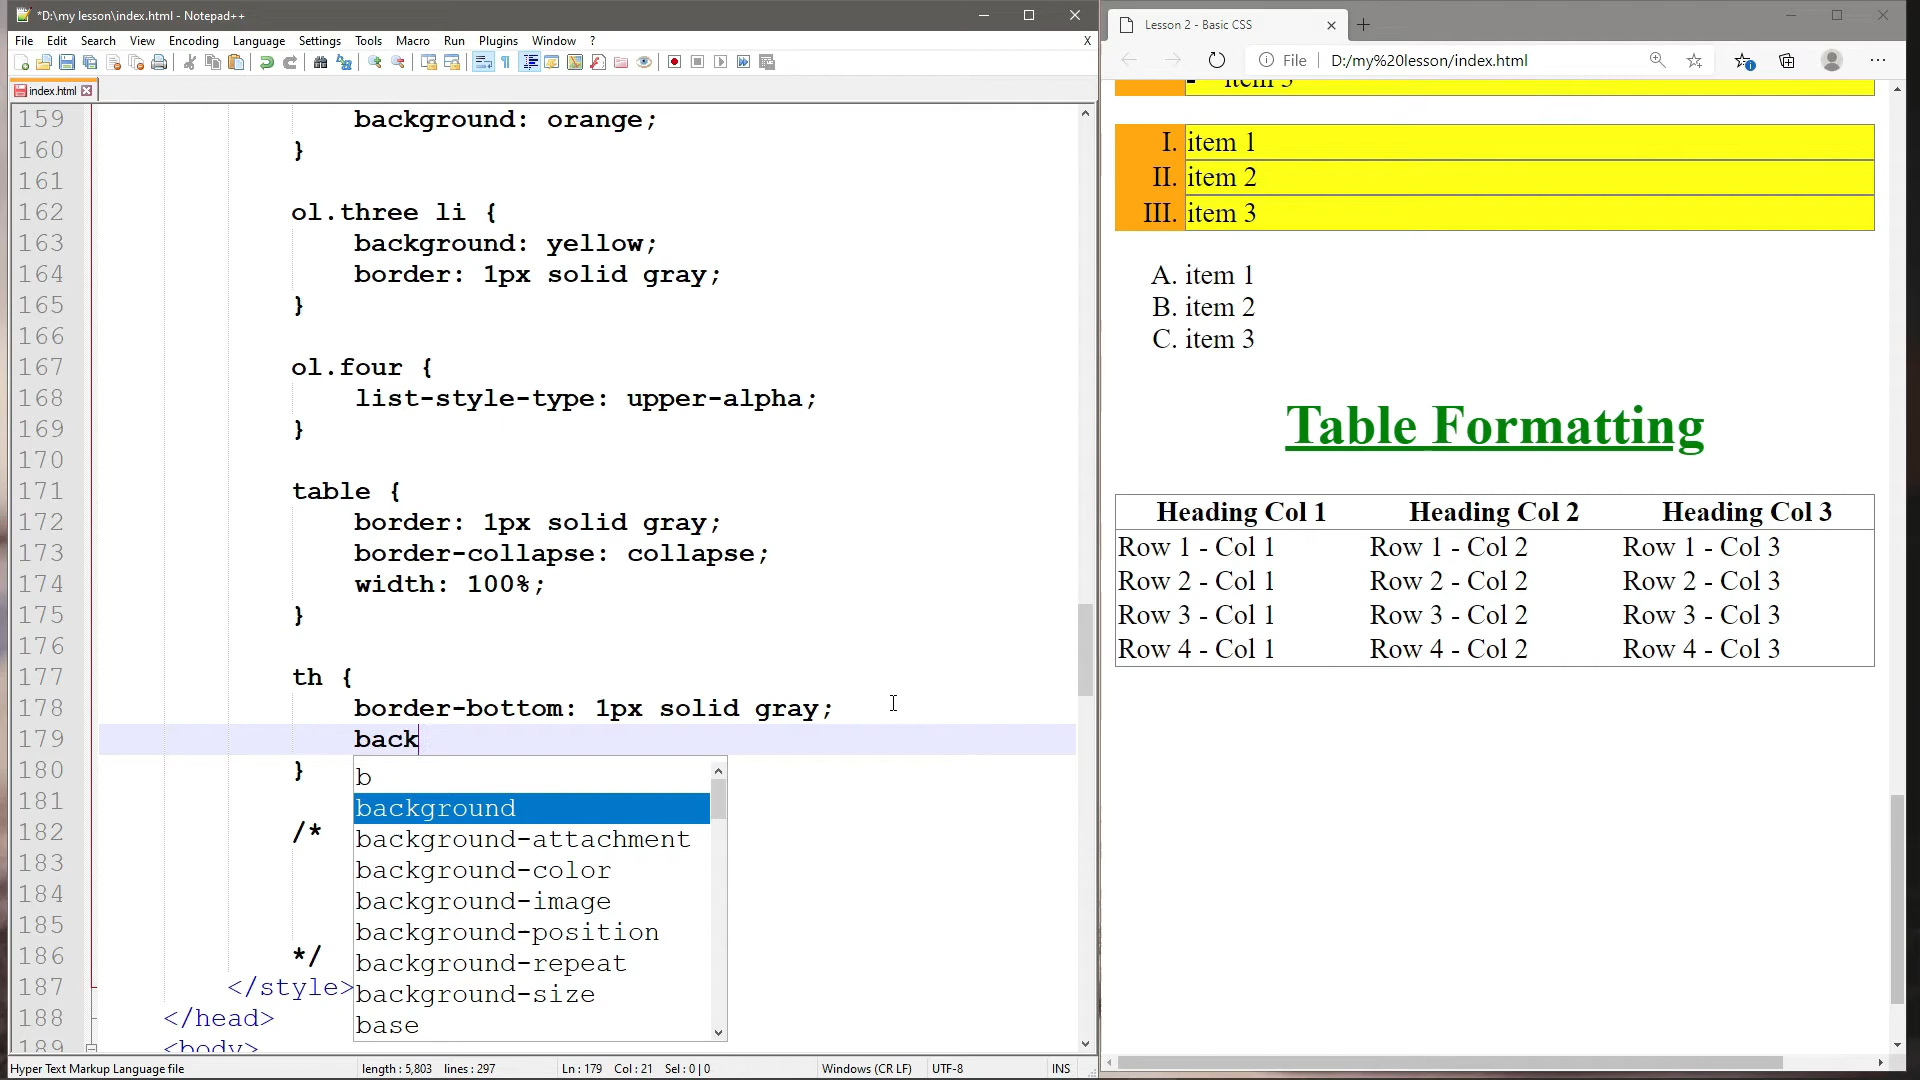 *D:\my lesson\index.html - Notepad++
File Edit Search View Encoding Language Settings Tools Macro Run Plugins Window ? X
index.html
159 background: orange;
160 }
161
162 ol.three li {
163 background: yellow;
164 border: 1px solid gray;
165 }
166
167 ol.four {
168 list-style-type: upper-alpha;
169 }
170
171 table {
172 border: 1px solid gray;
173 border-collapse: collapse;
174 width: 100%;
175 }
176
177 th {
178 border-bottom: 1px solid gray;
179 back
180 }
181
182 /*
183
184
185
186 */
187 </style>
188 </head>
189 <body>
b
background
background-attachment
background-color
background-image
background-position
background-repeat
background-size
base
Hyper Text Markup Language file length : 5,803 lines : 297 Ln : 179 Col : 21 Sel : 0 | 0 Windows (CR LF) UTF-8 INS
Lesson 2 - Basic CSS
File D:/my%20lesson/index.html
item 3
I. item 1
II. item 2
III. item 3
A. item 1
B. item 2
C. item 3
Table Formatting
Heading Col 1 Heading Col 2 Heading Col 3
Row 1 - Col 1 Row 1 - Col 2 Row 1 - Col 3
Row 2 - Col 1 Row 2 - Col 2 Row 2 - Col 3
Row 3 - Col 1 Row 3 - Col 2 Row 3 - Col 3
Row 4 - Col 1 Row 4 - Col 2 Row 4 - Col 3